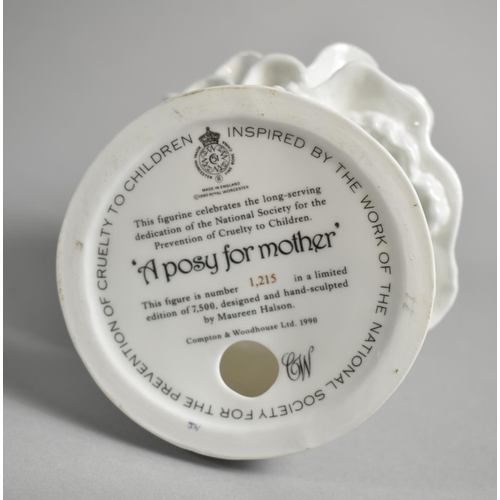 INSPIRED BY THE WORK OF THE NATIONAL SOCIETY FOR THE PREVENTION OF CRUELTY TO CHILDREN
MADE IN ENGLAND
ROYAL WORCESTER
This figurine celebrates the long-serving
dedication of the National Society for the
Prevention of Cruelty to Children.
'A posy for mother'
This figure is number 1,215 in a limited
edition of 7,500, designed and hand-sculpted
by Maureen Halson.
Compton & Woodhouse Ltd. 1990
CW